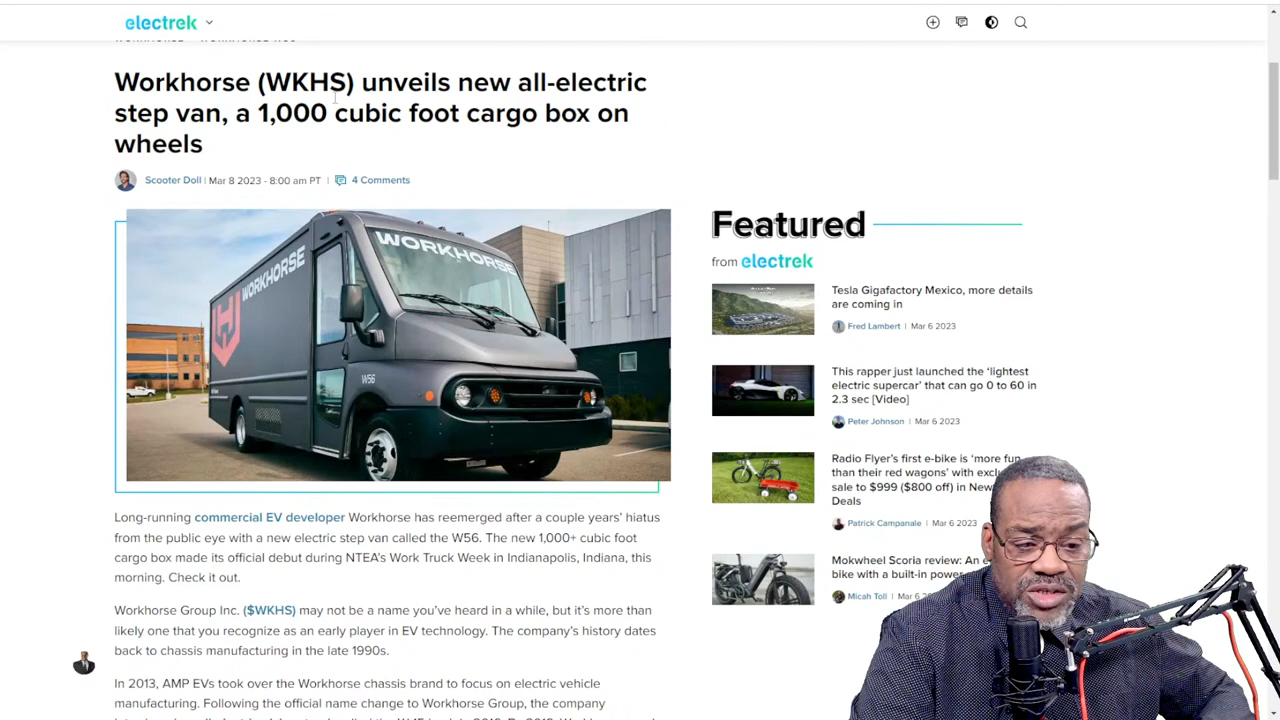 electrek
Workhorse (WKHS) unveils new all-electric
step van, a 1,000 cubic foot cargo box on
wheels
Scooter Doll | Mar 8 2023 - 8:00 am PT | 4 Comments
WORKHORSE
WORKHORSE
W56
Long-running commercial EV developer Workhorse has reemerged after a couple years’ hiatus
from the public eye with a new electric step van called the W56. The new 1,000+ cubic foot
cargo box made its official debut during NTEA’s Work Truck Week in Indianapolis, Indiana, this
morning. Check it out.
Workhorse Group Inc. ($WKHS) may not be a name you’ve heard in a while, but it’s more than
likely one that you recognize as an early player in EV technology. The company’s history dates
back to chassis manufacturing in the late 1990s.
In 2013, AMP EVs took over the Workhorse chassis brand to focus on electric vehicle
manufacturing. Following the official name change to Workhorse Group, the company
Featured
from electrek
Tesla Gigafactory Mexico, more details
are coming in
Fred Lambert | Mar 6 2023
This rapper just launched the ‘lightest
electric supercar’ that can go 0 to 60 in
2.3 sec [Video]
Peter Johnson | Mar 6 2023
Radio Flyer’s first e-bike is ‘more fun
than their red wagons’ with
sale to $999 ($800 off) in New
Deals
Patrick Campanale | Mar 6 2023
Mokwheel Scoria review: An
bike with a built-in power
Micah Toll | Mar 6